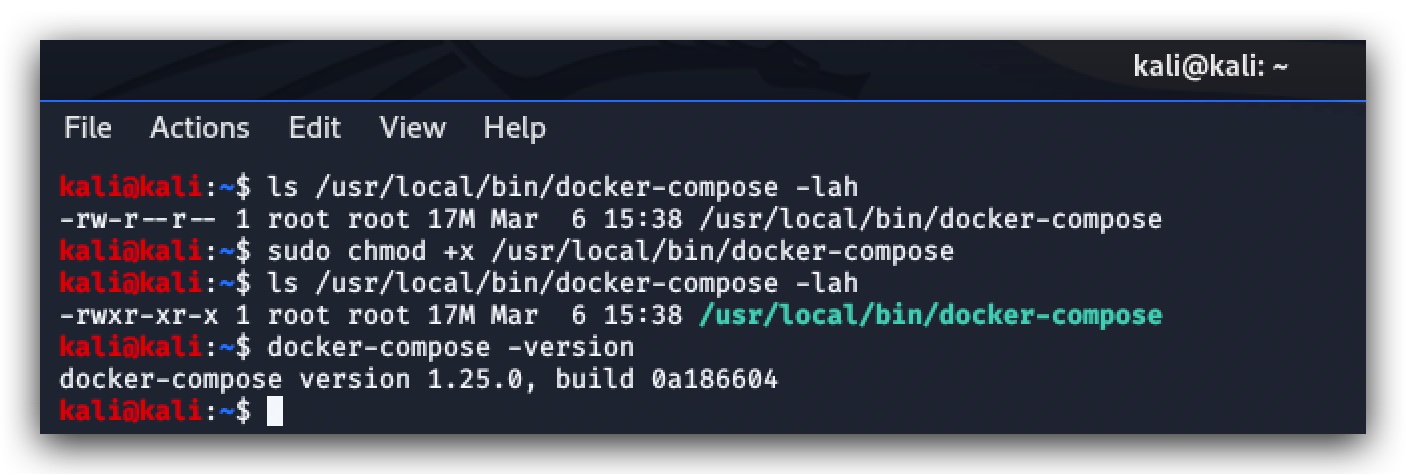 kali@kali: ~
File Actions Edit View Help
kali@kali:~$ ls /usr/local/bin/docker-compose -lah
-rw-r--r-- 1 root root 17M Mar  6 15:38 /usr/local/bin/docker-compose
kali@kali:~$ sudo chmod +x /usr/local/bin/docker-compose
kali@kali:~$ ls /usr/local/bin/docker-compose -lah
-rwxr-xr-x 1 root root 17M Mar  6 15:38 /usr/local/bin/docker-compose
kali@kali:~$ docker-compose -version
docker-compose version 1.25.0, build 0a186604
kali@kali:~$